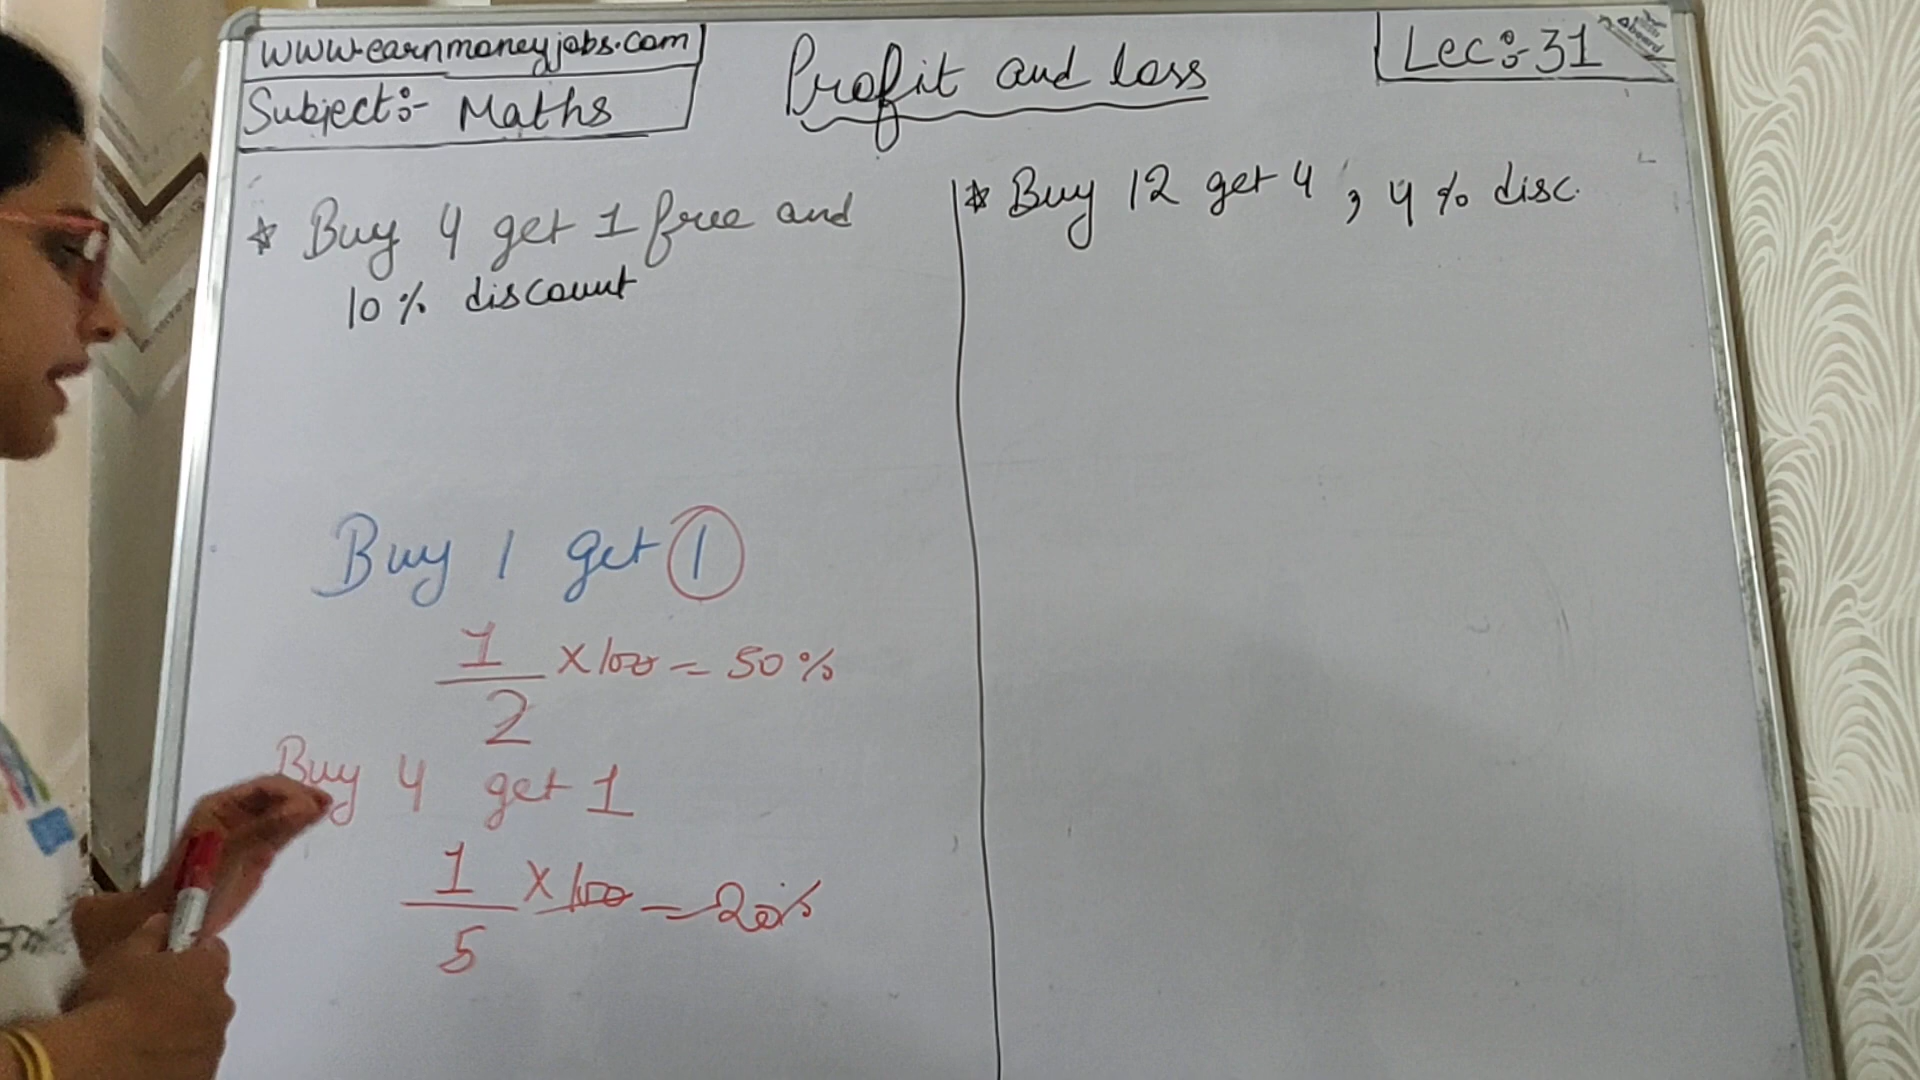 www.earnmoneyjobs.com
Subject:- Maths
Profit and loss
Lec:-31
* Buy 4 get 1 free and
10% discount
* Buy 12 get 4, 4% disc.
Buy 1 get 1
1/2 x100 = 50%
Buy 4 get 1
1/5 x100 = 20%